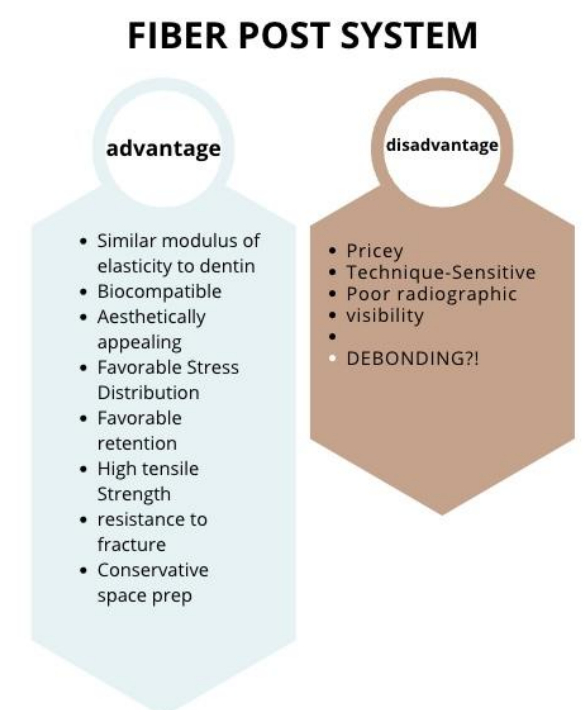 FIBER POST SYSTEM
advantage
• Similar modulus of
elasticity to dentin
• Biocompatible
• Aesthetically
appealing
• Favorable Stress
Distribution
• Favorable
retention
• High tensile
Strength
• resistance to
fracture
• Conservative
space prep
disadvantage
• Pricey
• Technique-Sensitive
• Poor radiographic
• visibility
•
• DEBONDING?!